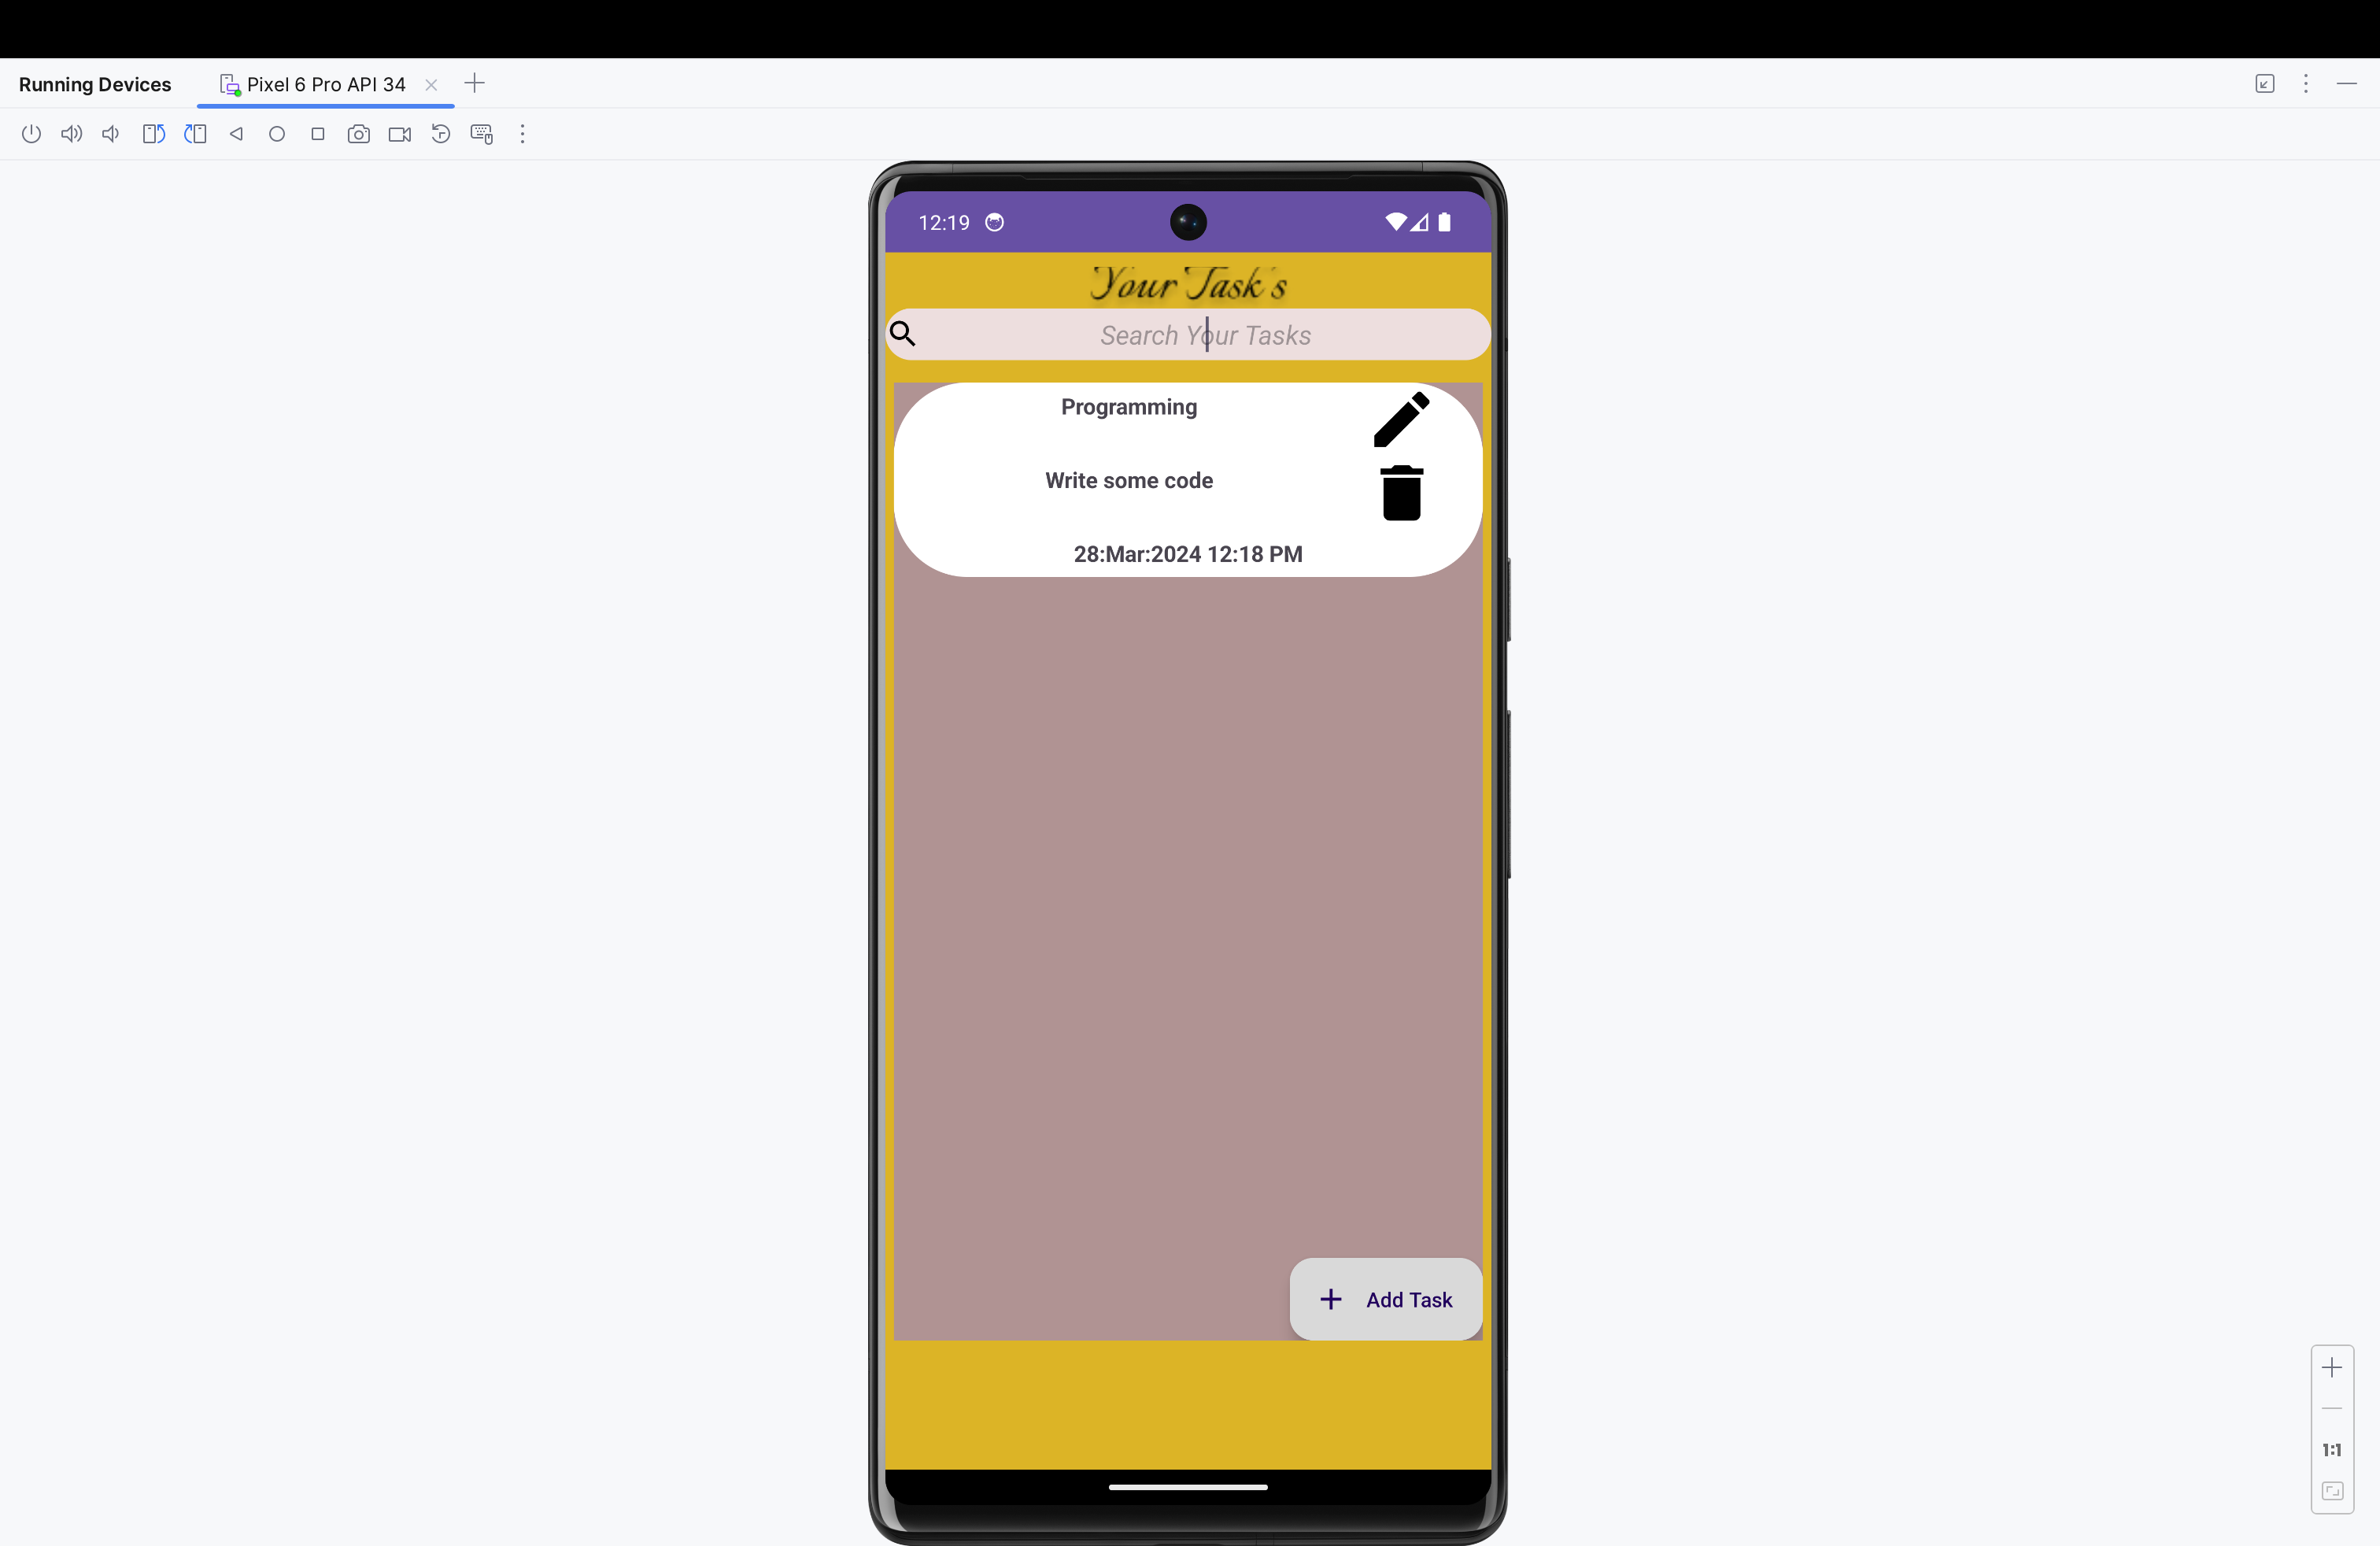 Running Devices
Pixel 6 Pro API 34
12:19
Your Task's
Search Your Tasks
Programming
Write some code
28:Mar:2024 12:18 PM
Add Task
1:1